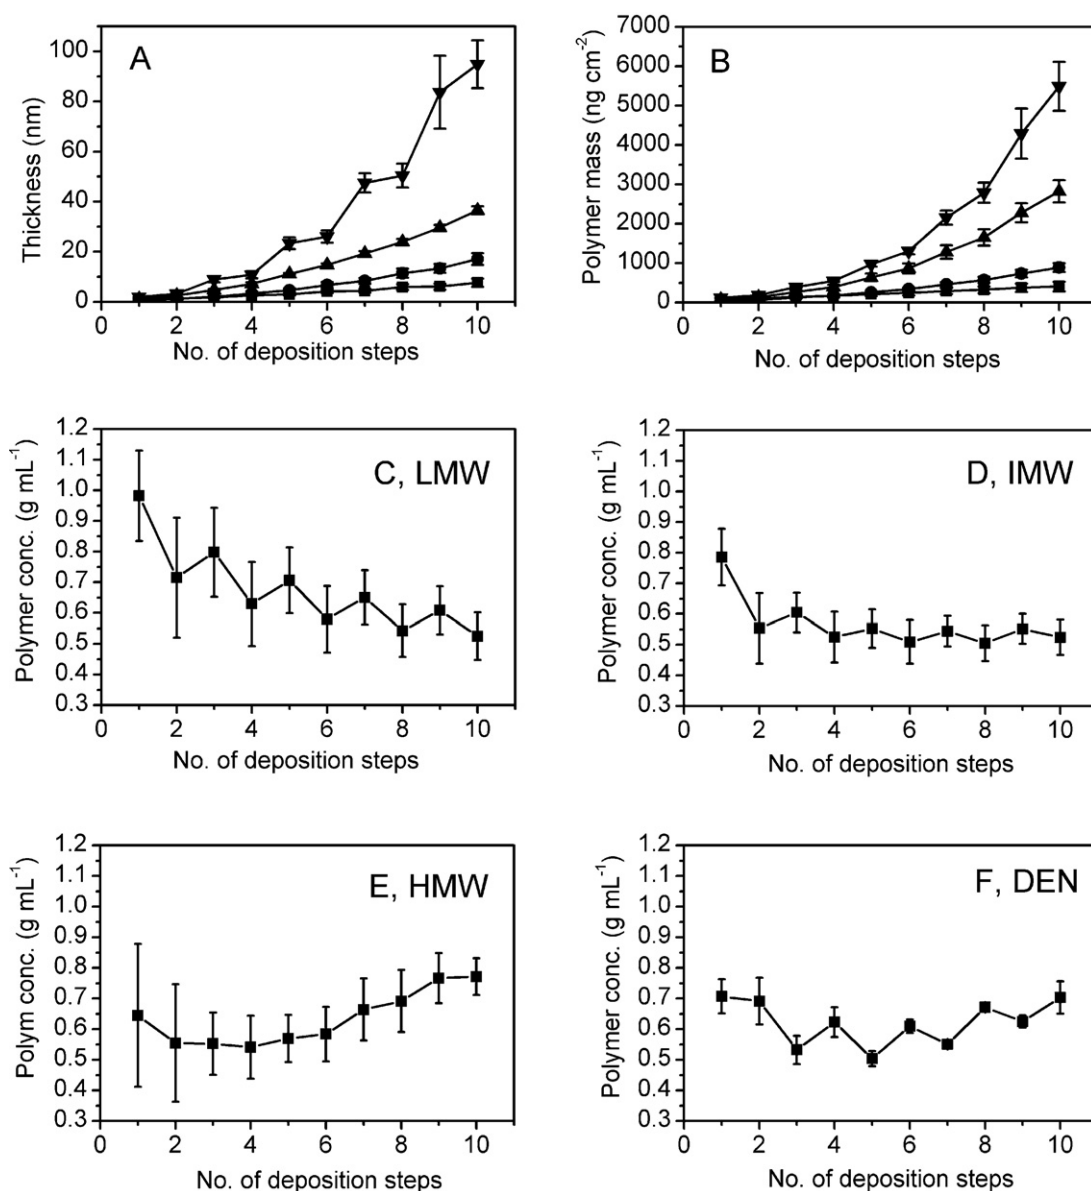 A
Thickness (nm)
100
80
60
40
20
0
0 2 4 6 8 10
No. of deposition steps
B
Polymer mass (ng cm⁻²)
7000
6000
5000
4000
3000
2000
1000
0
0 2 4 6 8 10
No. of deposition steps
C, LMW
Polymer conc. (g mL⁻¹)
1.2
1.1
1.0
0.9
0.8
0.7
0.6
0.5
0.4
0.3
0 2 4 6 8 10
No. of deposition steps
D, IMW
Polymer conc. (g mL⁻¹)
1.2
1.1
1.0
0.9
0.8
0.7
0.6
0.5
0.4
0.3
0 2 4 6 8 10
No. of deposition steps
E, HMW
Polym conc. (g mL⁻¹)
1.2
1.1
1.0
0.9
0.8
0.7
0.6
0.5
0.4
0.3
0 2 4 6 8 10
No. of deposition steps
F, DEN
Polymer conc. (g mL⁻¹)
1.2
1.1
1.0
0.9
0.8
0.7
0.6
0.5
0.4
0.3
0 2 4 6 8 10
No. of deposition steps